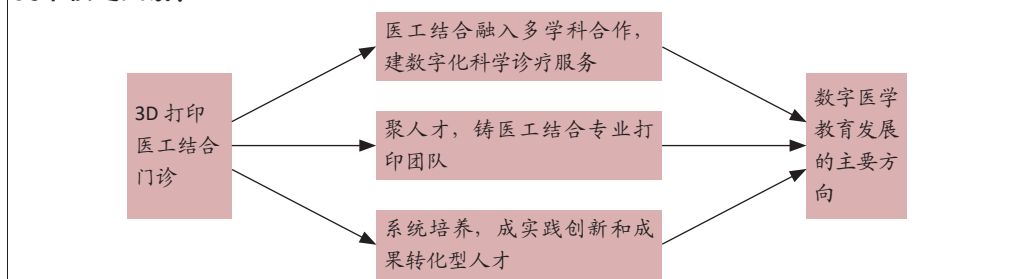 3D 打印
医工结合
门诊
医工结合融入多学科合作，
建数字化科学诊疗服务
聚人才，铸医工结合专业打
印团队
系统培养，成实践创新和成
果转化型人才
数字医学
教育发展
的主要方
向